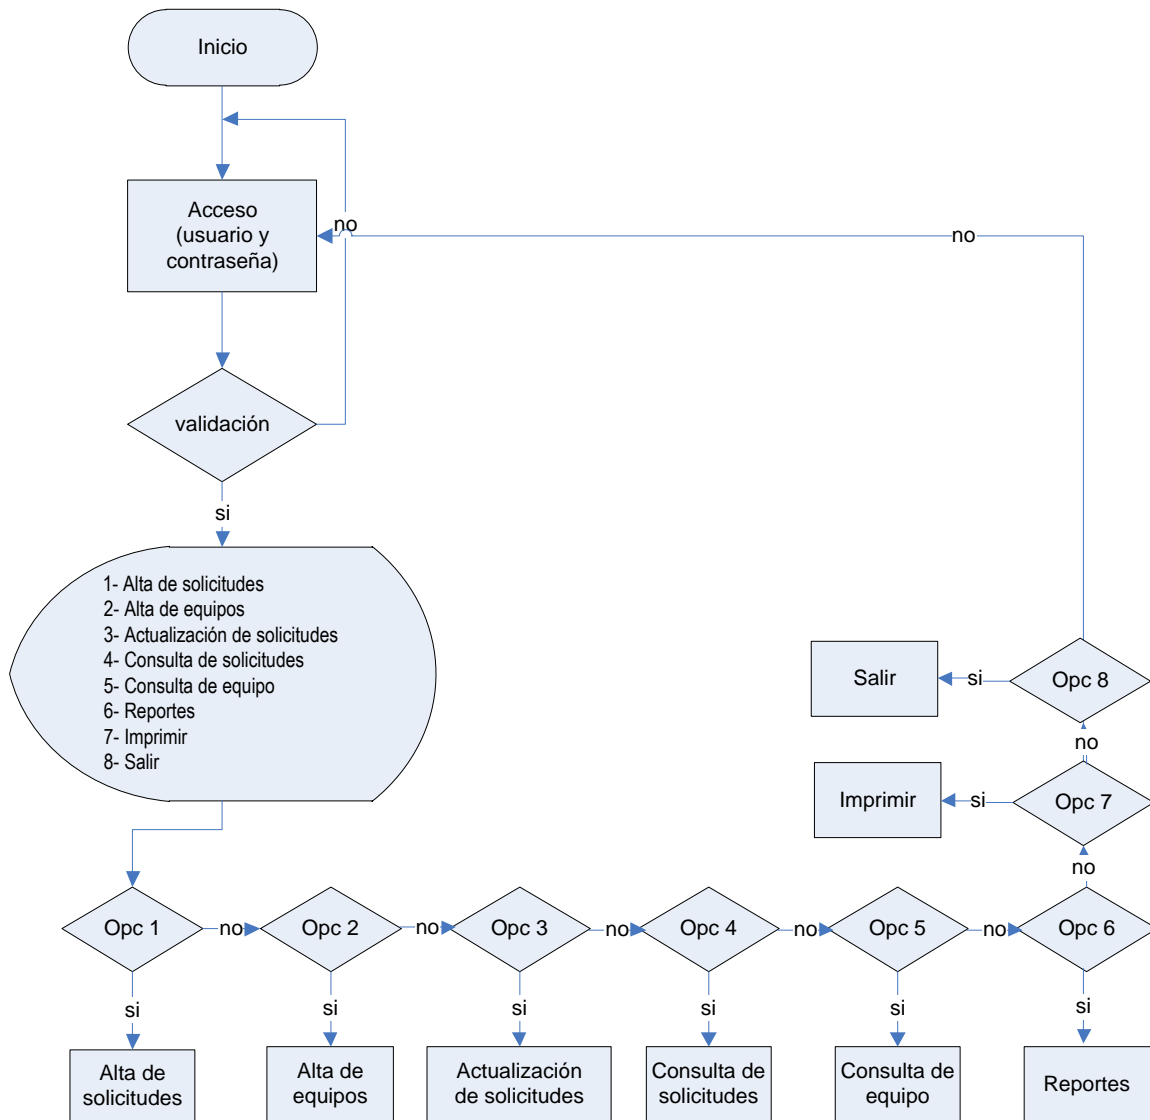 Inicio
Acceso
(usuario y
contraseña)
no
no
validación
si
1- Alta de solicitudes
2- Alta de equipos
3- Actualización de solicitudes
4- Consulta de solicitudes
5- Consulta de equipo
6- Reportes
7- Imprimir
8- Salir
Salir
si
Opc 8
no
Imprimir
si
Opc 7
no
Opc 1
no
Opc 2
no
Opc 3
no
Opc 4
no
Opc 5
no
Opc 6
si
si
si
si
si
si
Alta de
solicitudes
Alta de
equipos
Actualización
de solicitudes
Consulta de
solicitudes
Consulta de
equipo
Reportes